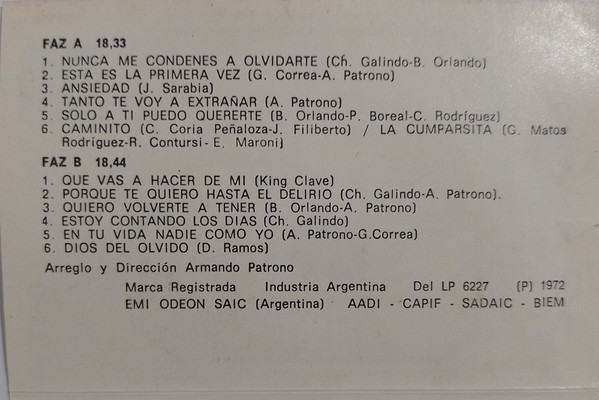 FAZ A 18,33
1. NUNCA ME CONDENES A OLVIDARTE (Ch. Galindo-B. Orlando)
2. ESTA ES LA PRIMERA VEZ (G. Correa-A. Patrono)
3. ANSIEDAD (J. Sarabia)
4. TANTO TE VOY A EXTRAÑAR (A. Patrono)
5. SOLO A TI PUEDO QUERERTE (B. Orlando-P. Boreal-C. Rodríguez)
6. CAMINITO (C. Coria Peñaloza-J. Filiberto) / LA CUMPARSITA (G. Matos
Rodríguez-R. Contursi-E. Maroni)
FAZ B 18,44
1. QUE VAS A HACER DE MI (King Clave)
2. PORQUE TE QUIERO HASTA EL DELIRIO (Ch. Galindo-A. Patrono).
3. QUIERO VOLVERTE A TENER (B. Orlando-A. Patrono)
4. ESTOY CONTANDO LOS DIAS (Ch. Galindo)
5. EN TU VIDA NADIE COMO YO (A. Patrono-G.Correa)
6. DIOS DEL OLVIDO (D. Ramos)
Arreglo y Dirección Armando Patrono
Marca Registrada Industria Argentina Del LP 6227 (P) 1972
EMI ODEON SAIC (Argentina) AADI - CAPIF - SADAIC - BIEM